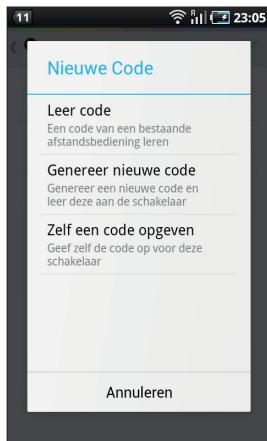 11 R 23:05
Nieuwe Code
Leer code
Een code van een bestaande
afstandsbediening leren
Genereer nieuwe code
Genereer een nieuwe code en
leer deze aan de schakelaar
Zelf een code opgeven
Geef zelf de code op voor deze
schakelaar
Annuleren